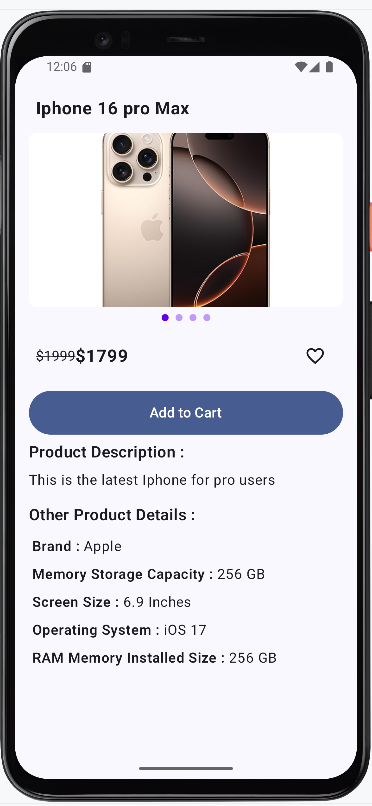 12:06
Iphone 16 pro Max
$1999$1799
Add to Cart
Product Description :
This is the latest Iphone for pro users
Other Product Details :
Brand : Apple
Memory Storage Capacity : 256 GB
Screen Size : 6.9 Inches
Operating System : iOS 17
RAM Memory Installed Size : 256 GB